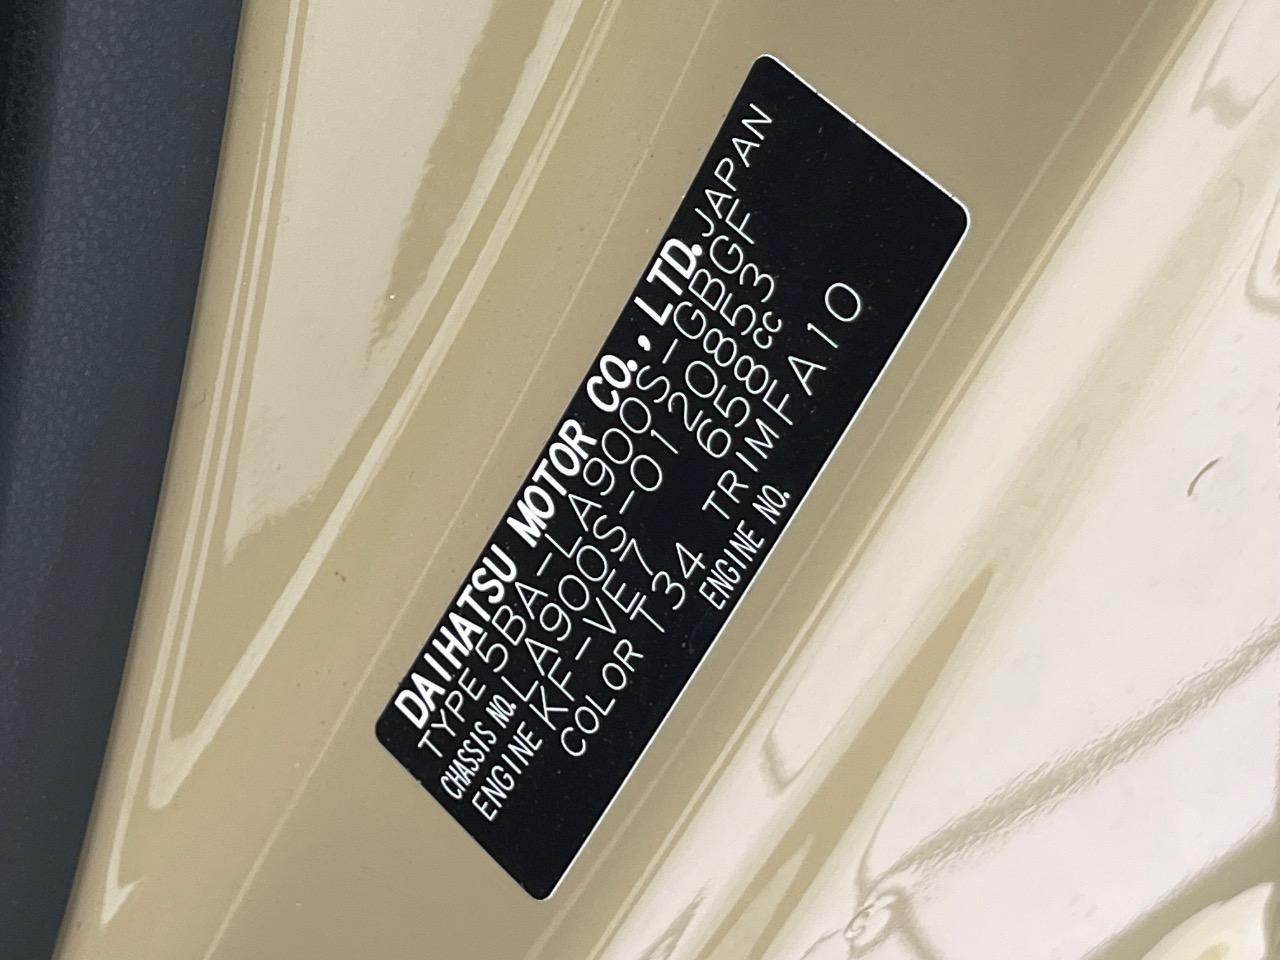 DAIHATSU MOTOR CO., LTD. JAPAN
TYPE 5BA-LA900S-GBGF
CHASSIS NO. LA900S-0120853
ENGINE KF-VE7 658cc
COLOR T34 TRIM FA10
ENGINE NO.